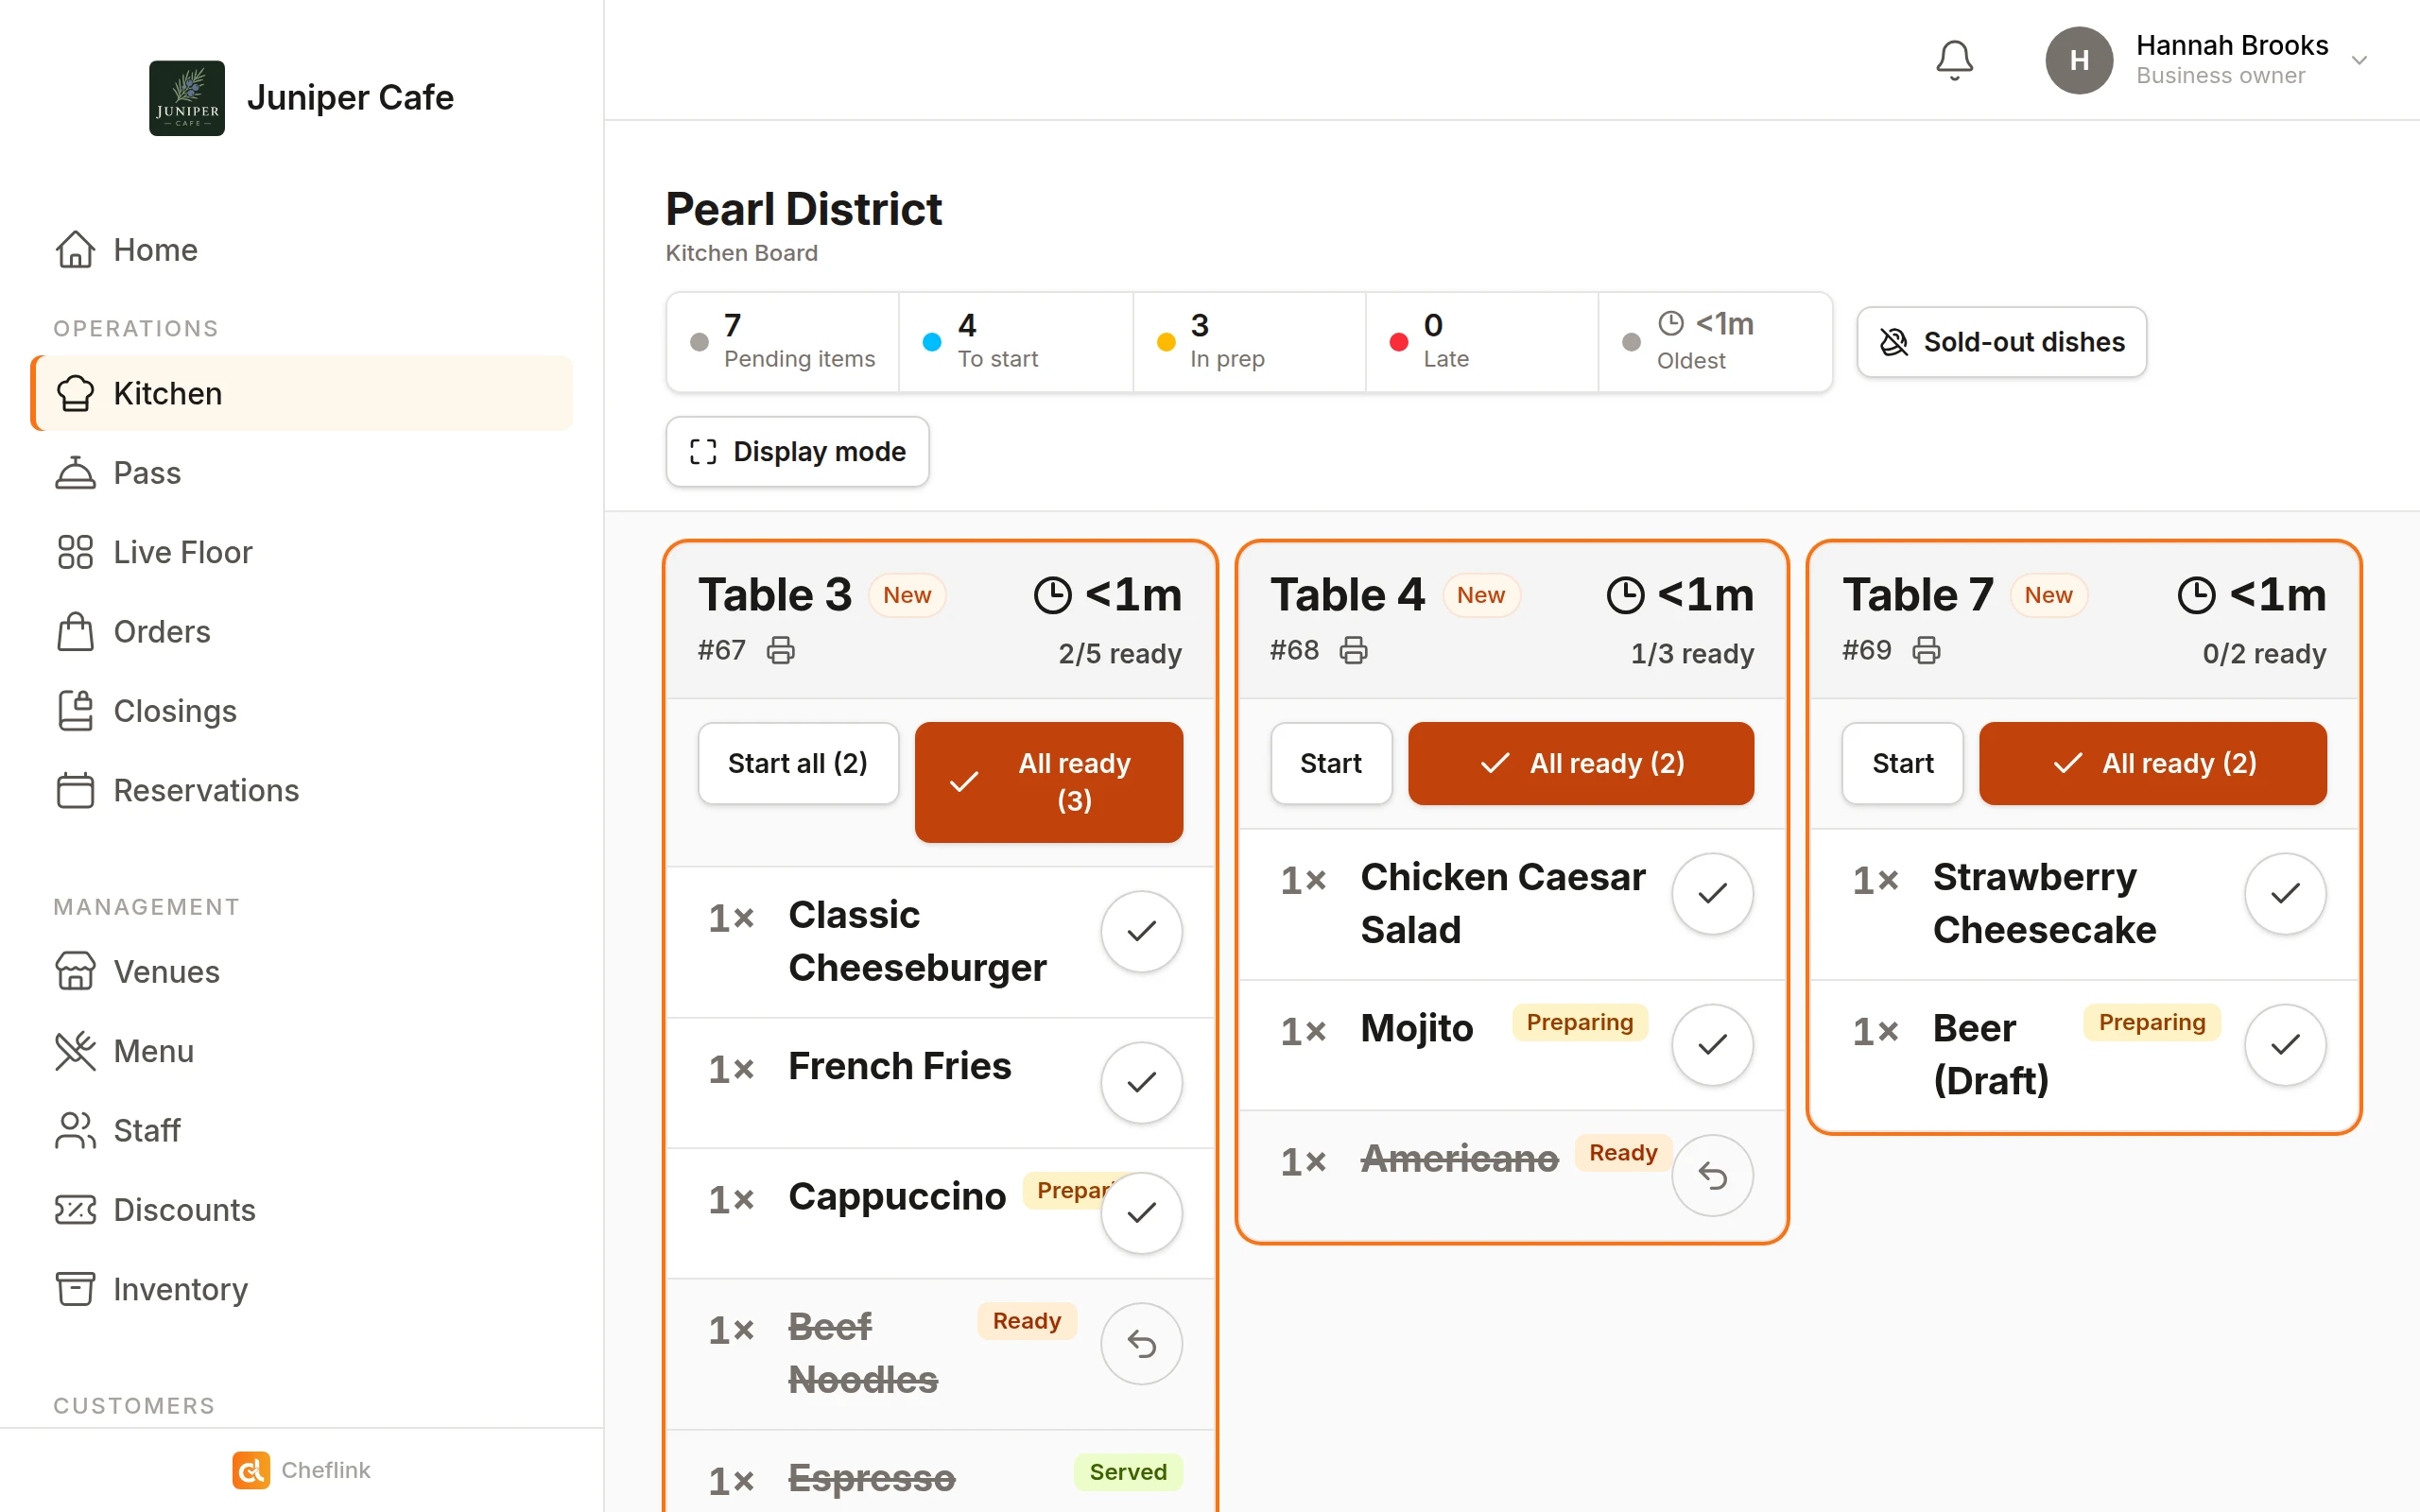 JUNIPER
CAFE
Juniper Cafe
Home
OPERATIONS
Kitchen
Pass
Live Floor
Orders
Closings
Reservations
MANAGEMENT
Venues
Menu
Staff
Discounts
Inventory
CUSTOMERS
Cheflink
H
Hannah Brooks
Business owner
Pearl District
Kitchen Board
7
Pending items
4
To start
3
In prep
0
Late
<1m
Oldest
Sold-out dishes
Display mode
Table 3 New <1m
#67 2/5 ready
Start all (2)
All ready
(3)
1× Classic
Cheeseburger
1× French Fries
1× Cappuccino Prepar
1× Beef Ready
Noodles
1× Espresso Served
Table 4 New <1m
#68 1/3 ready
Start All ready (2)
1× Chicken Caesar
Salad
1× Mojito Preparing
1× Americano Ready
Table 7 New <1m
#69 0/2 ready
Start All ready (2)
1× Strawberry
Cheesecake
1× Beer Preparing
(Draft)